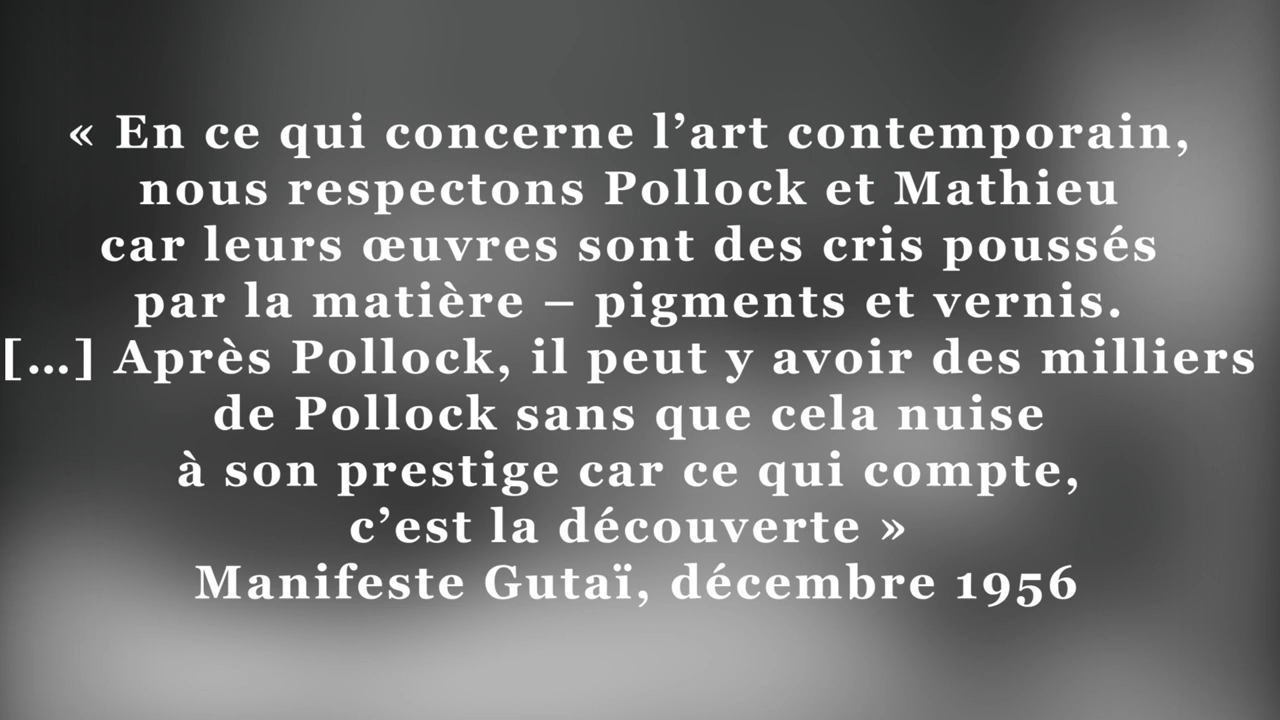 « En ce qui concerne l’art contemporain,
nous respectons Pollock et Mathieu
car leurs œuvres sont des cris poussés
par la matière – pigments et vernis.
[…] Après Pollock, il peut y avoir des milliers
de Pollock sans que cela nuise
à son prestige car ce qui compte,
c’est la découverte »
Manifeste Gutaï, décembre 1956